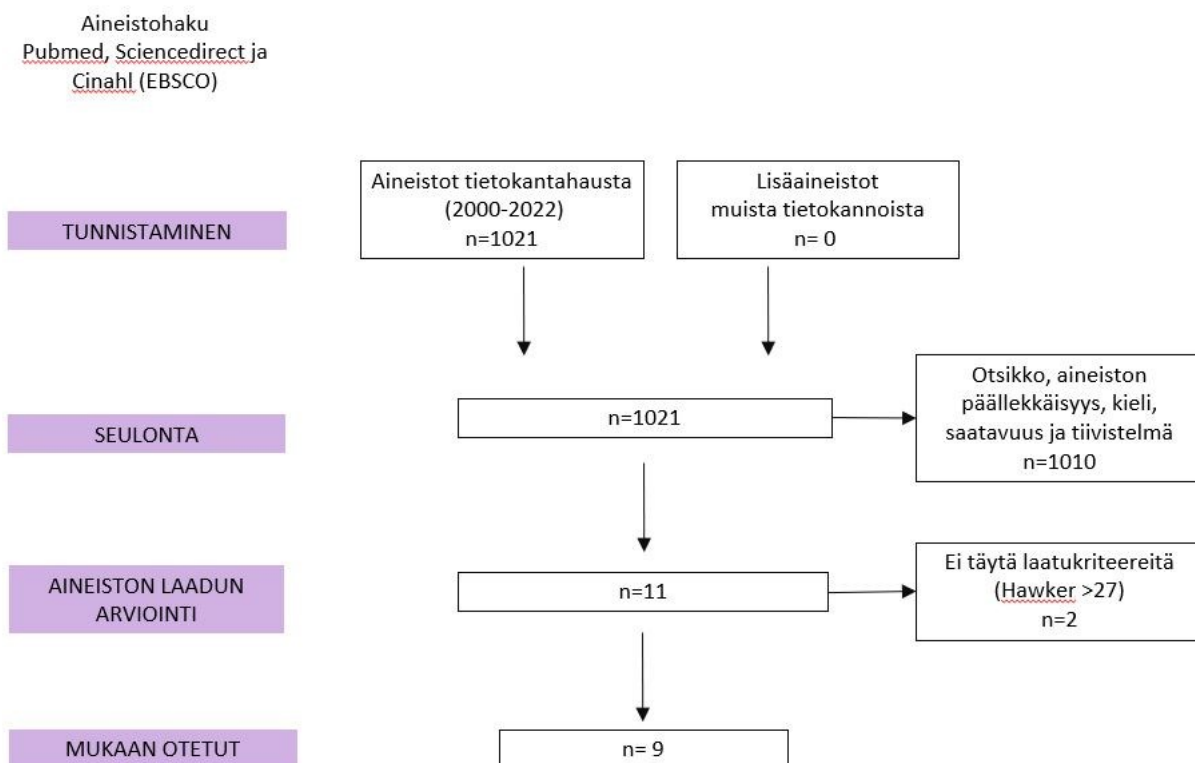 Aineistohaku
Pubmed, Sciencedirect ja
Cinahl (EBSCO)
Aineistot tietokantahausta
(2000-2022)
n=1021
Lisäaineistot
muista tietokannoista
n= 0
TUNNISTAMINEN
Otsikko, aineiston
päällekkäisyys, kieli,
saatavuus ja tiivistelmä
n=1010
SEULONTA
n=1021
Ei täytä laatukriteereitä
(Hawker >27)
n=2
AINEISTON LAADUN
ARVIOINTI
n=11
MUKAAN OTETUT
n= 9